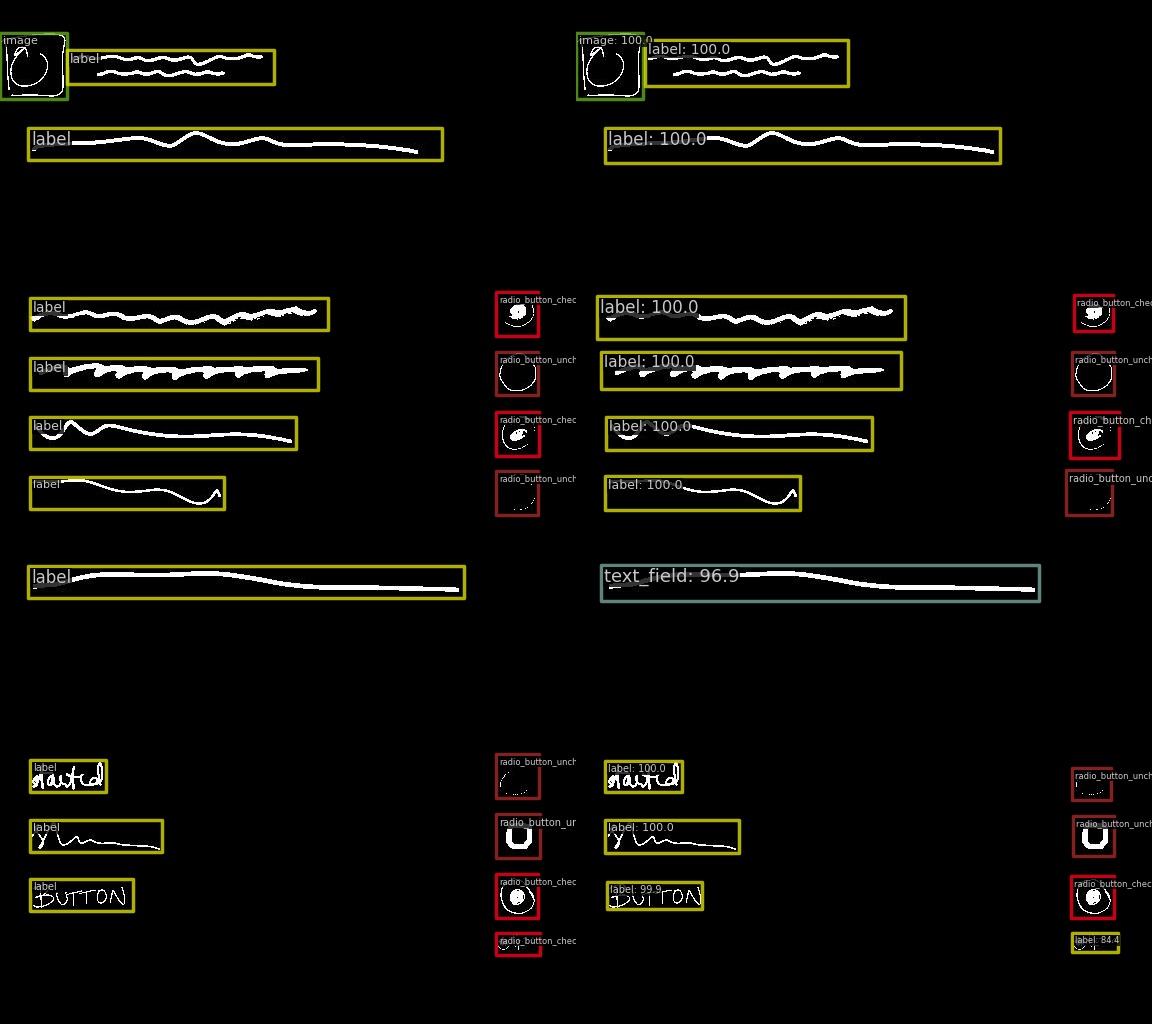 image image: 100.0
label label: 100.0
label label: 100.0
label radio_button_chec label: 100.0 radio_button_chec
label radio_button_unch label: 100.0 radio_button_unch
label radio_button_chec label: 100.0 radio_button_ch
label radio_button_unch label: 100.0 radio_button_unc
label text_field: 96.9
label radio_button_unch label: 100.0 radio_button_unch
label radio_button_ur label: 100.0 radio_button_unch
label radio_button_chec label: 99.9 radio_button_chec
BUTTON BUTTON
radio_button_chec label: 84.4